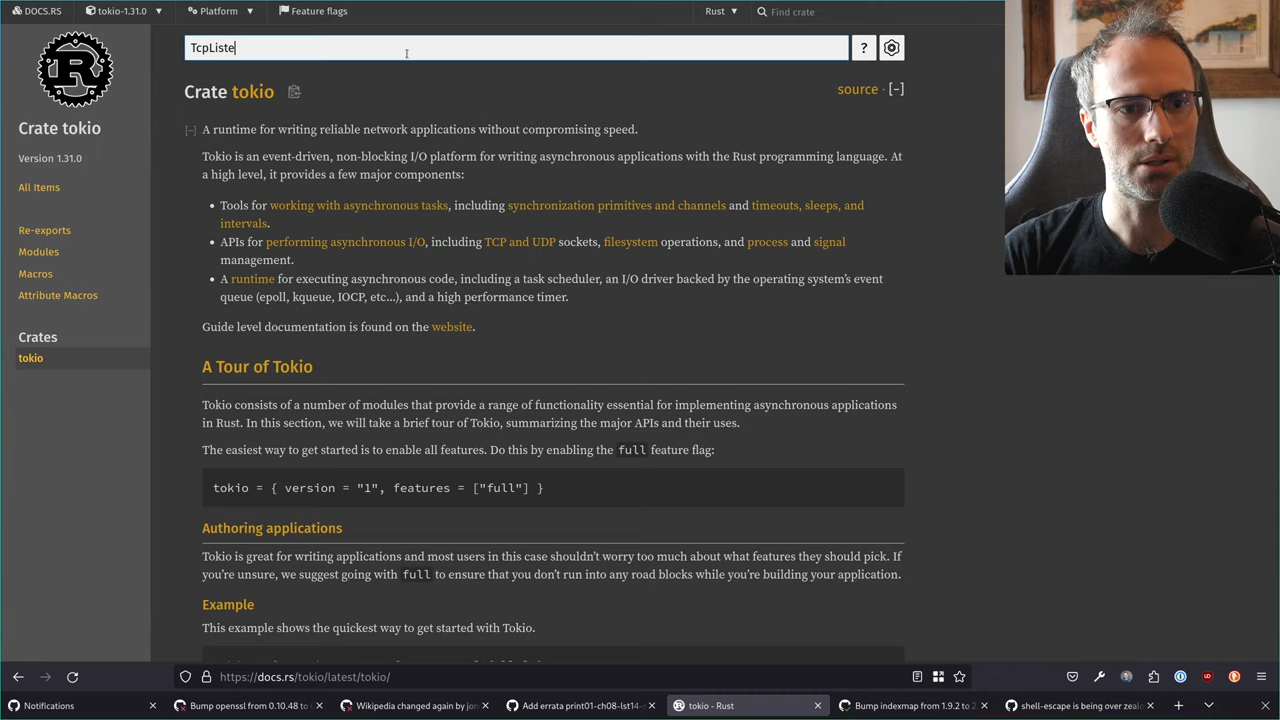 DOCS.RS
tokio-1.31.0
Platform
Feature flags
Rust
Find crate
TcpListe
?
Crate tokio
source · [−]
Crate tokio
Version 1.31.0
All Items
Re-exports
Modules
Macros
Attribute Macros
Crates
tokio
[−] A runtime for writing reliable network applications without compromising speed.
Tokio is an event-driven, non-blocking I/O platform for writing asynchronous applications with the Rust programming language. At
a high level, it provides a few major components:
• Tools for working with asynchronous tasks, including synchronization primitives and channels and timeouts, sleeps, and
intervals.
• APIs for performing asynchronous I/O, including TCP and UDP sockets, filesystem operations, and process and signal
management.
• A runtime for executing asynchronous code, including a task scheduler, an I/O driver backed by the operating system’s event
queue (epoll, kqueue, IOCP, etc…), and a high performance timer.
Guide level documentation is found on the website.
A Tour of Tokio
Tokio consists of a number of modules that provide a range of functionality essential for implementing asynchronous applications
in Rust. In this section, we will take a brief tour of Tokio, summarizing the major APIs and their uses.
The easiest way to get started is to enable all features. Do this by enabling the full feature flag:
tokio = { version = "1", features = ["full"] }
Authoring applications
Tokio is great for writing applications and most users in this case shouldn’t worry too much about what features they should pick. If
you’re unsure, we suggest going with full to ensure that you don’t run into any road blocks while you’re building your application.
Example
This example shows the quickest way to get started with Tokio.
https://docs.rs/tokio/latest/tokio/
Notifications
Bump openssl from 0.10.48 to
Wikipedia changed again by jon
Add errata print01-ch08-lst14-s
tokio - Rust
Bump indexmap from 1.9.2 to 2
shell-escape is being over zealo